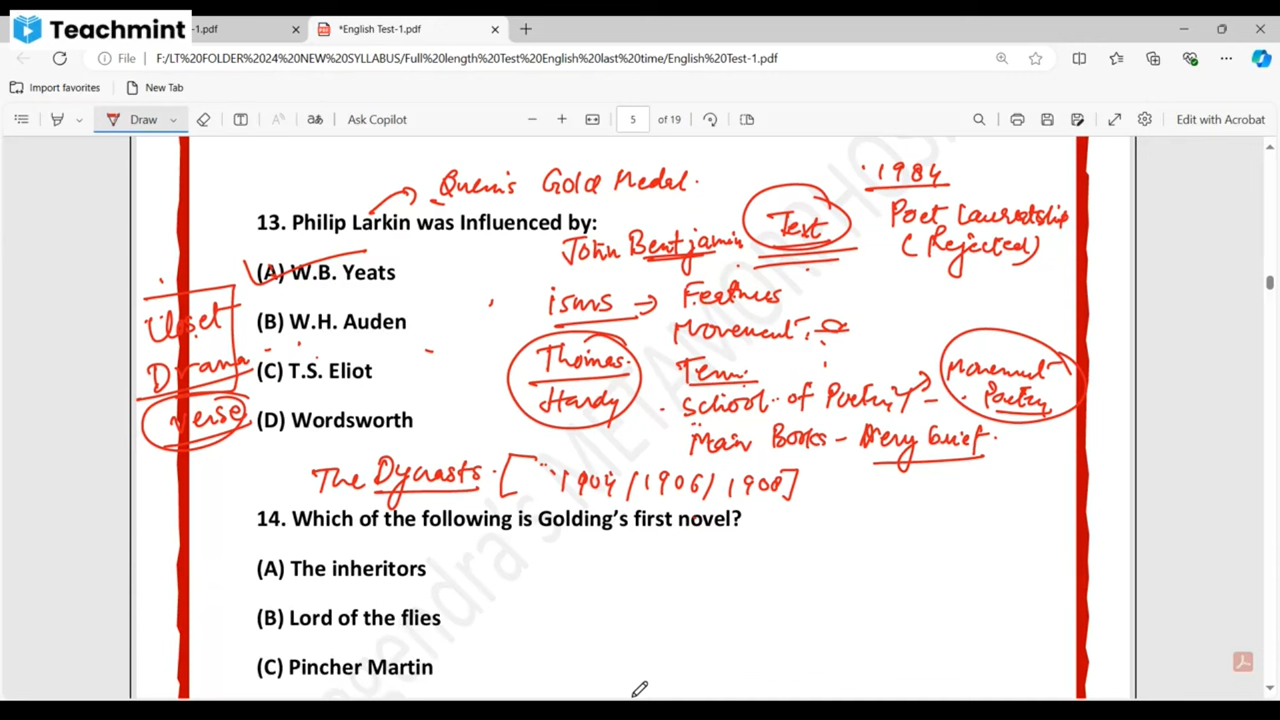 Teachmint
-1.pdf
*English Test-1.pdf
File
F:/LT%20FOLDER%2024%20NEW%20SYLLABUS/Full%20length%20Test%20English%20last%20time/English%20Test-1.pdf
Import favorites
New Tab
Draw
Ask Copilot
5
of 19
Edit with Acrobat
Queen's Gold Medal.
1984
13. Philip Larkin was Influenced by:
Test
Poet Laureatship
John Benjamin
(Rejected)
(A) W.B. Yeats
isms → Features
Closet
(B) W.H. Auden
Movement
Thomas
Drama
(C) T.S. Eliot
Term
Movement
Hardy
School of Poetry -
Poetry
Verse
(D) Wordsworth
Main Books - Very brief.
The Dynasts [1904/1906/1908]
14. Which of the following is Golding's first novel?
(A) The inheritors
(B) Lord of the flies
(C) Pincher Martin